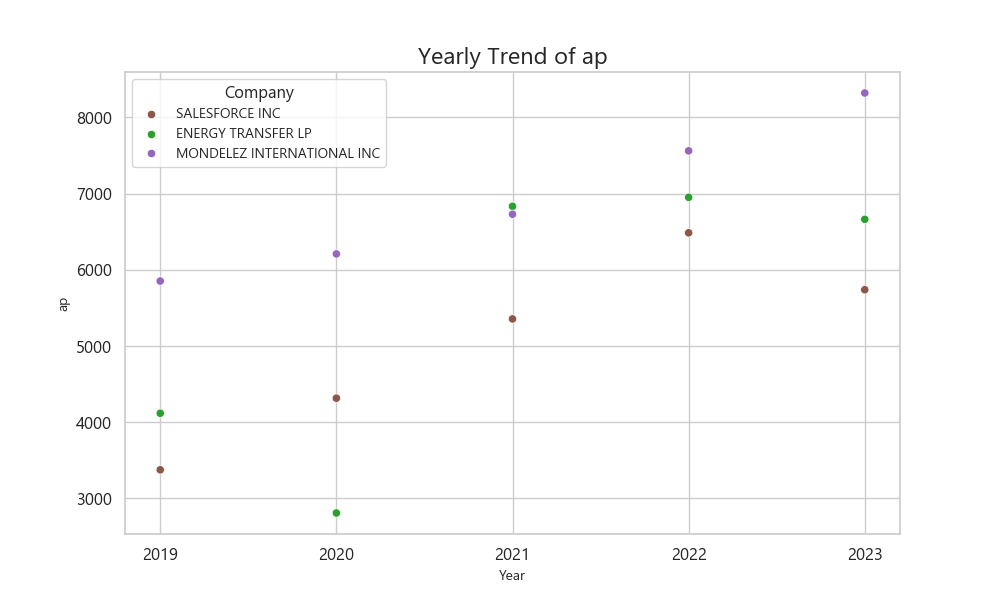 Yearly Trend of ap
Company
SALESFORCE INC
ENERGY TRANSFER LP
MONDELEZ INTERNATIONAL INC
8000
7000
6000
5000
4000
3000
ap
2019 2020 2021 2022 2023
Year